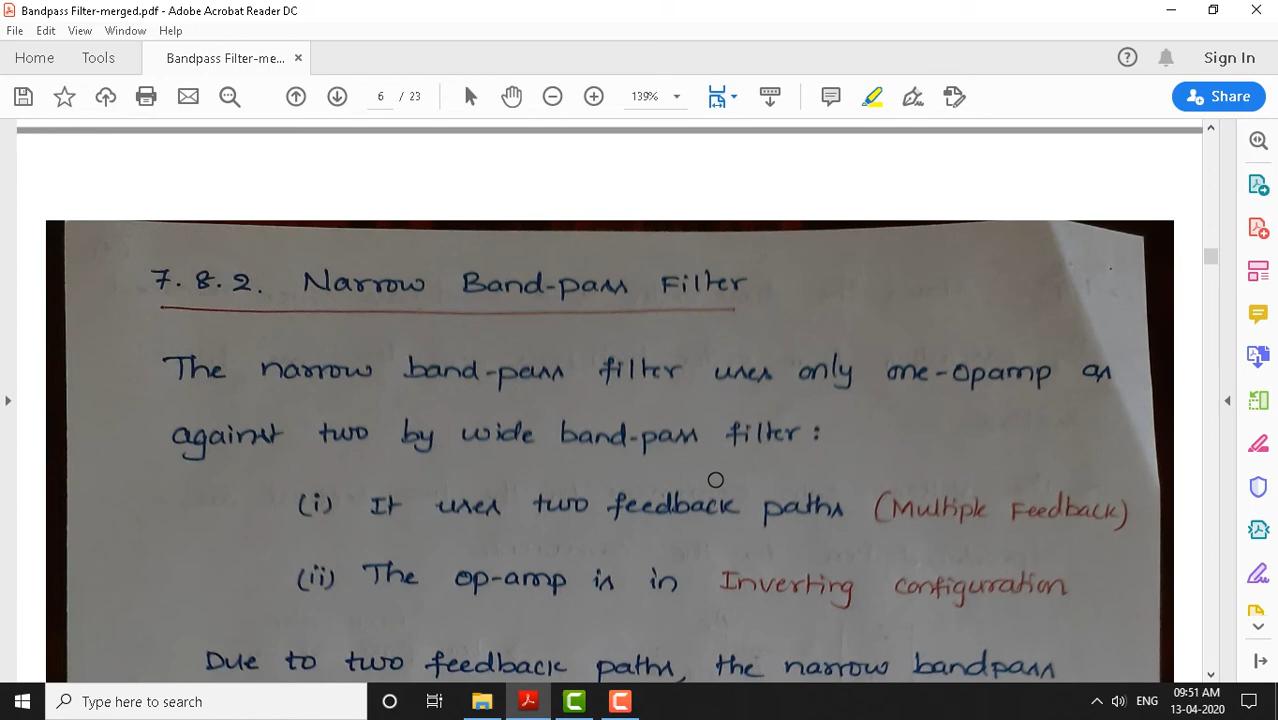 Bandpass Filter-merged.pdf - Adobe Acrobat Reader DC
File Edit View Window Help
Home Tools Bandpass Filter-me... × Sign In
6 / 23 139% Share
7.8.2. Narrow Band-pass Filter
The narrow band-pass filter uses only one-opamp as
against two by wide band-pass filter:
(i) It uses two feedback paths (Multiple Feedback)
(ii) The op-amp is in Inverting configuration
Due to two feedback paths, the narrow bandpass
Type here to search ENG 09:51 AM
13-04-2020